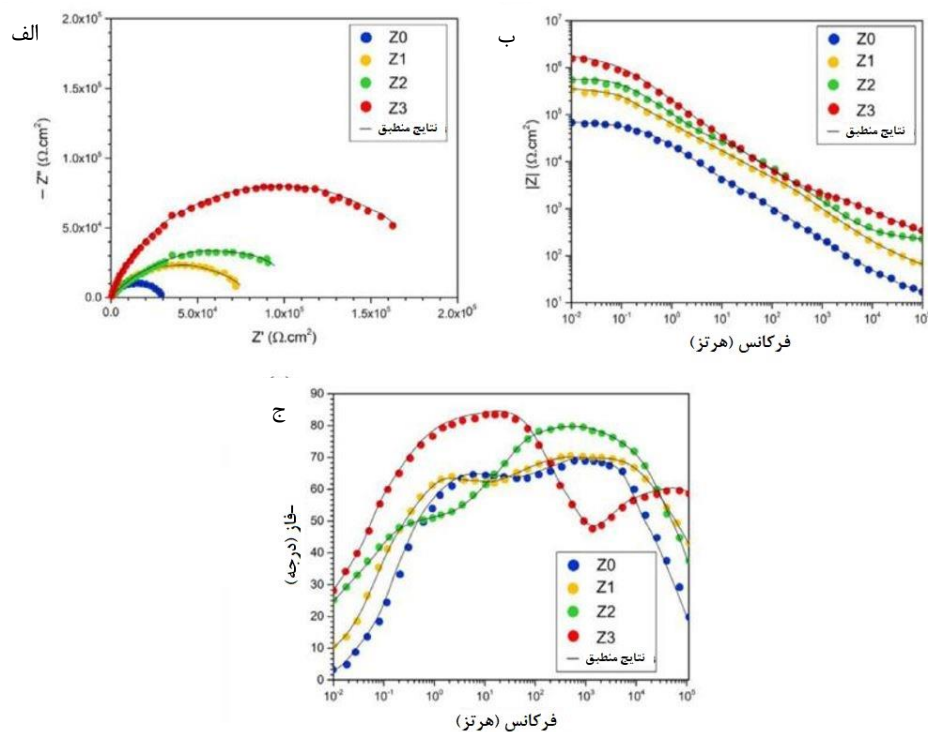 الف
2.0x10⁵
1.5x10⁵
1.0x10⁵
5.0x10⁴
0.0
− Z" (Ω.cm²)
Z0
Z1
Z2
Z3
نتایج منطبق
0.0
5.0x10⁴
1.0x10⁵
1.5x10⁵
2.0x10⁵
Z' (Ω.cm²)
ب
10⁷
10⁶
10⁵
10⁴
10³
10²
10¹
|Z| (Ω.cm²)
Z0
Z1
Z2
Z3
نتایج منطبق
10⁻²
10⁻¹
10⁰
10¹
10²
10³
10⁴
10⁵
فرکانس (هرتز)
ج
90
80
70
60
50
40
30
20
10
0
-فاز (درجه)
Z0
Z1
Z2
Z3
نتایج منطبق
10⁻²
10⁻¹
10⁰
10¹
10²
10³
10⁴
10⁵
فرکانس (هرتز)